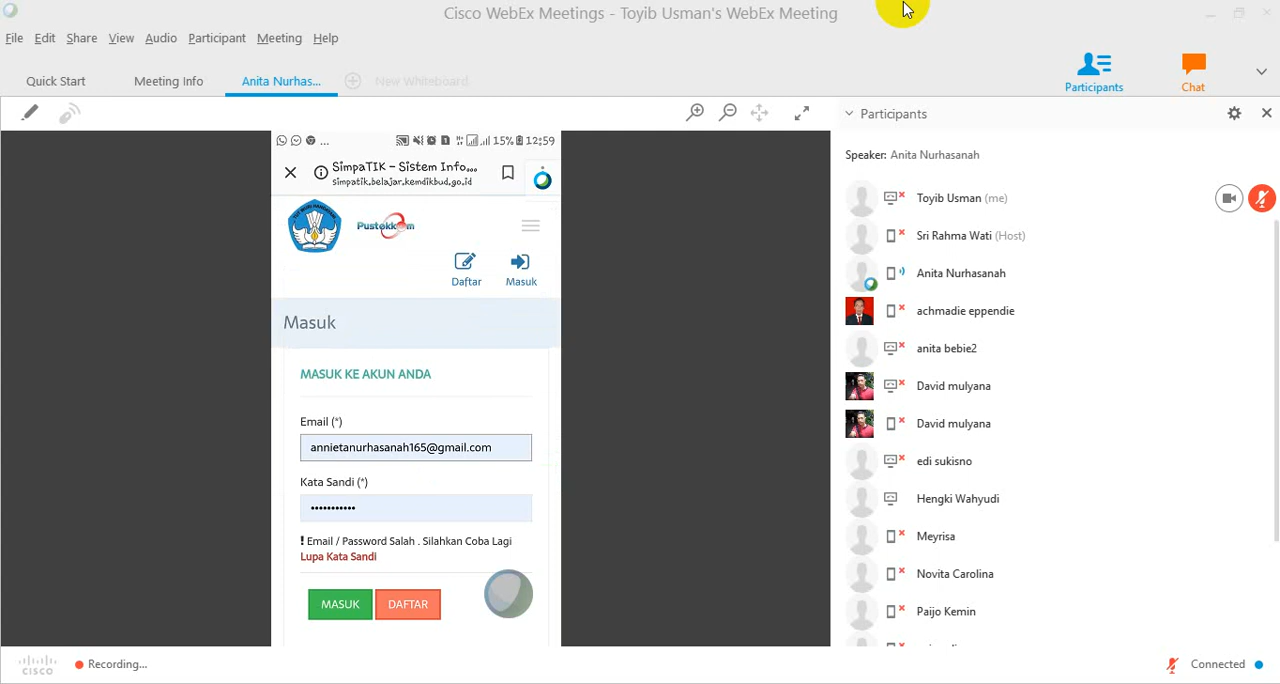 Cisco WebEx Meetings - Toyib Usman's WebEx Meeting
File Edit Share View Audio Participant Meeting Help
Quick Start Meeting Info Anita Nurhas... New Whiteboard
Participants Chat
... 15% 12:59
SimpaTIK – Sistem Info...
simpatik.belajar.kemdikbud.go.id
Pustekkom
Daftar Masuk
Masuk
MASUK KE AKUN ANDA
Email (*)
annietanurhasanah165@gmail.com
Kata Sandi (*)
•••••••••••
! Email / Password Salah . Silahkan Coba Lagi
Lupa Kata Sandi
MASUK DAFTAR
Participants
Speaker: Anita Nurhasanah
Toyib Usman (me)
Sri Rahma Wati (Host)
Anita Nurhasanah
achmadie eppendie
anita bebie2
David mulyana
David mulyana
edi sukisno
Hengki Wahyudi
Meyrisa
Novita Carolina
Paijo Kemin
cisco Recording...
Connected